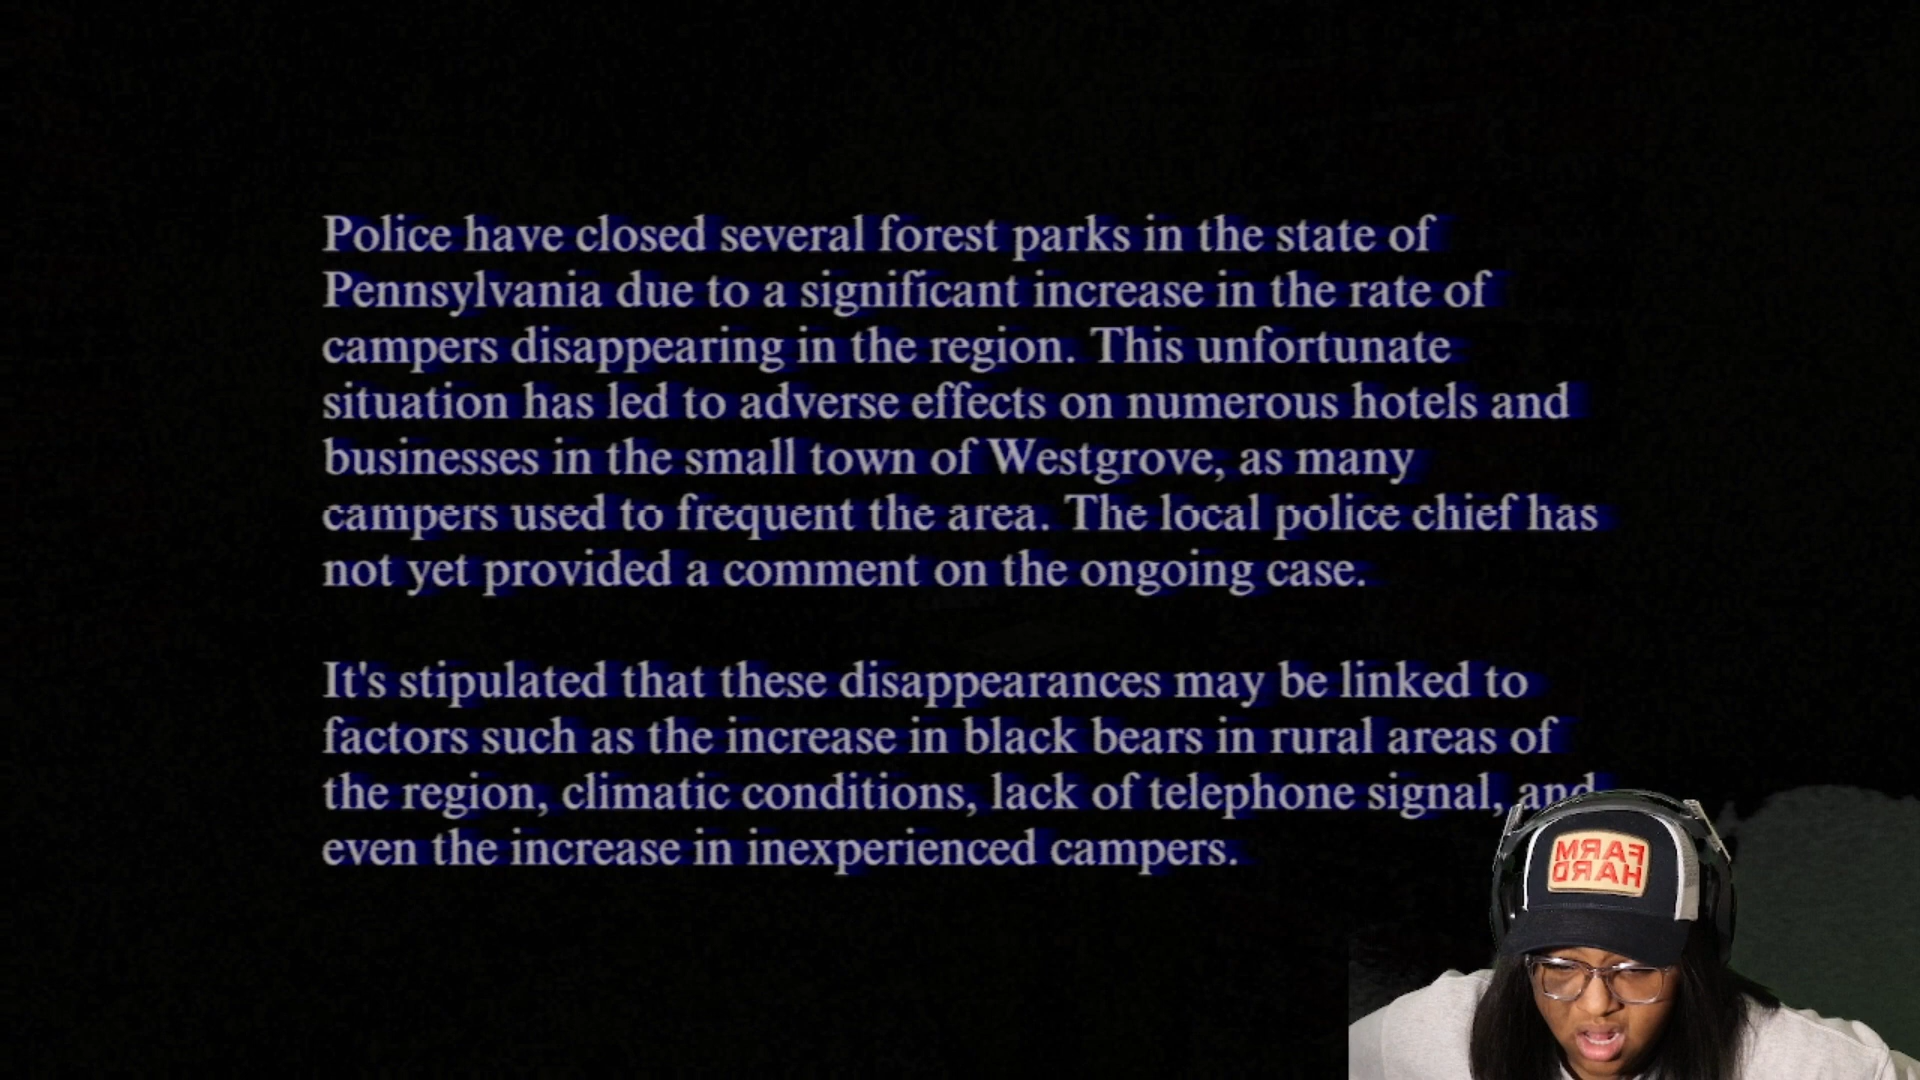 Police have closed several forest parks in the state of
Pennsylvania due to a significant increase in the rate of
campers disappearing in the region. This unfortunate
situation has led to adverse effects on numerous hotels and
businesses in the small town of Westgrove, as many
campers used to frequent the area. The local police chief has
not yet provided a comment on the ongoing case.
It's stipulated that these disappearances may be linked to
factors such as the increase in black bears in rural areas of
the region, climatic conditions, lack of telephone signal, and
even the increase in inexperienced campers.
FARM
HARD